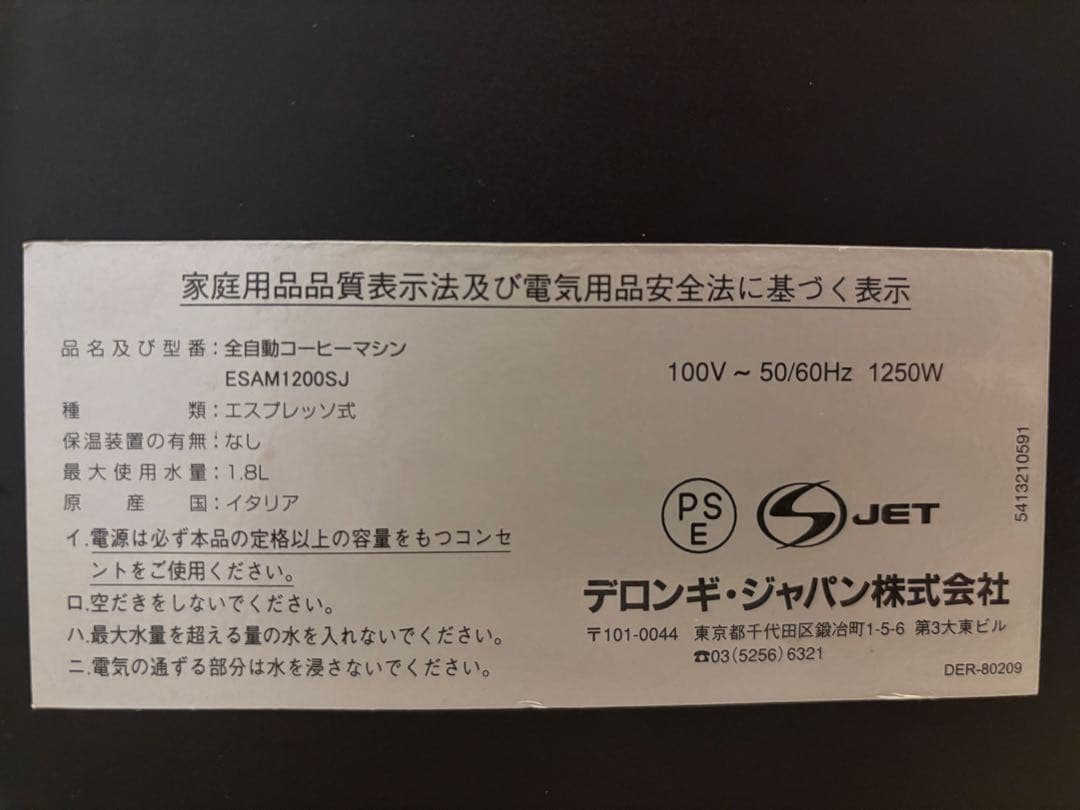 家庭用品品質表示法及び電気用品安全法に基づく表示
品名及び型番：全自動コーヒーマシン
ESAM1200SJ
種類：エスプレッソ式
保温装置の有無：なし
最大使用水量：1.8L
原産国：イタリア
イ.電源は必ず本品の定格以上の容量をもつコンセ
ントをご使用ください。
ロ.空だきをしないでください。
ハ.最大水量を超える量の水を入れないでください。
ニ.電気の通ずる部分は水を浸さないでください。
100V ~ 50/60Hz 1250W
PSE
S JET
デロンギ・ジャパン株式会社
〒101-0044 東京都千代田区鍛冶町1-5-6 第3大東ビル
☎03(5256)6321
DER-80209
5413210591